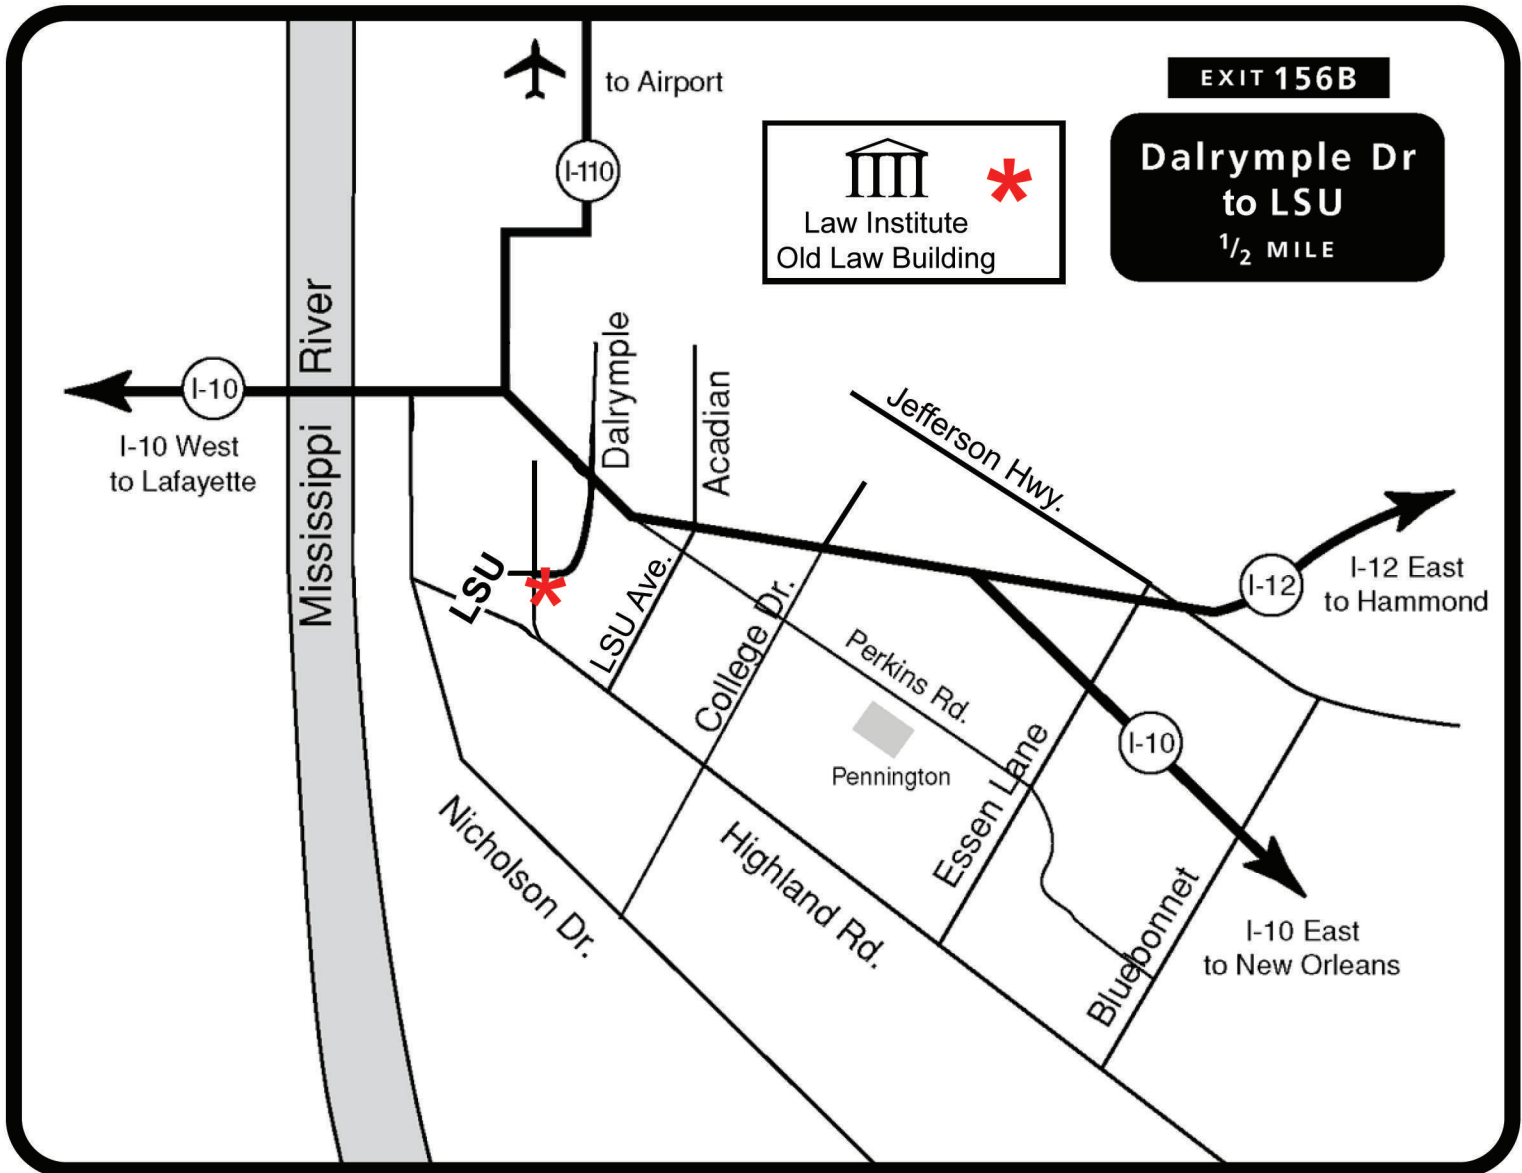 to Airport
EXIT 156B
Dalrymple Dr
to LSU
1/2 MILE
I-110
Law Institute
Old Law Building
*
Mississippi River
Dalrymple
Acadian
Jefferson Hwy.
I-10
I-10 West
to Lafayette
LSU
*
LSU Ave.
College Dr.
Perkins Rd.
I-12
I-12 East
to Hammond
Pennington
Essen Lane
I-10
Nicholson Dr.
Highland Rd.
Bluebonnet
I-10 East
to New Orleans